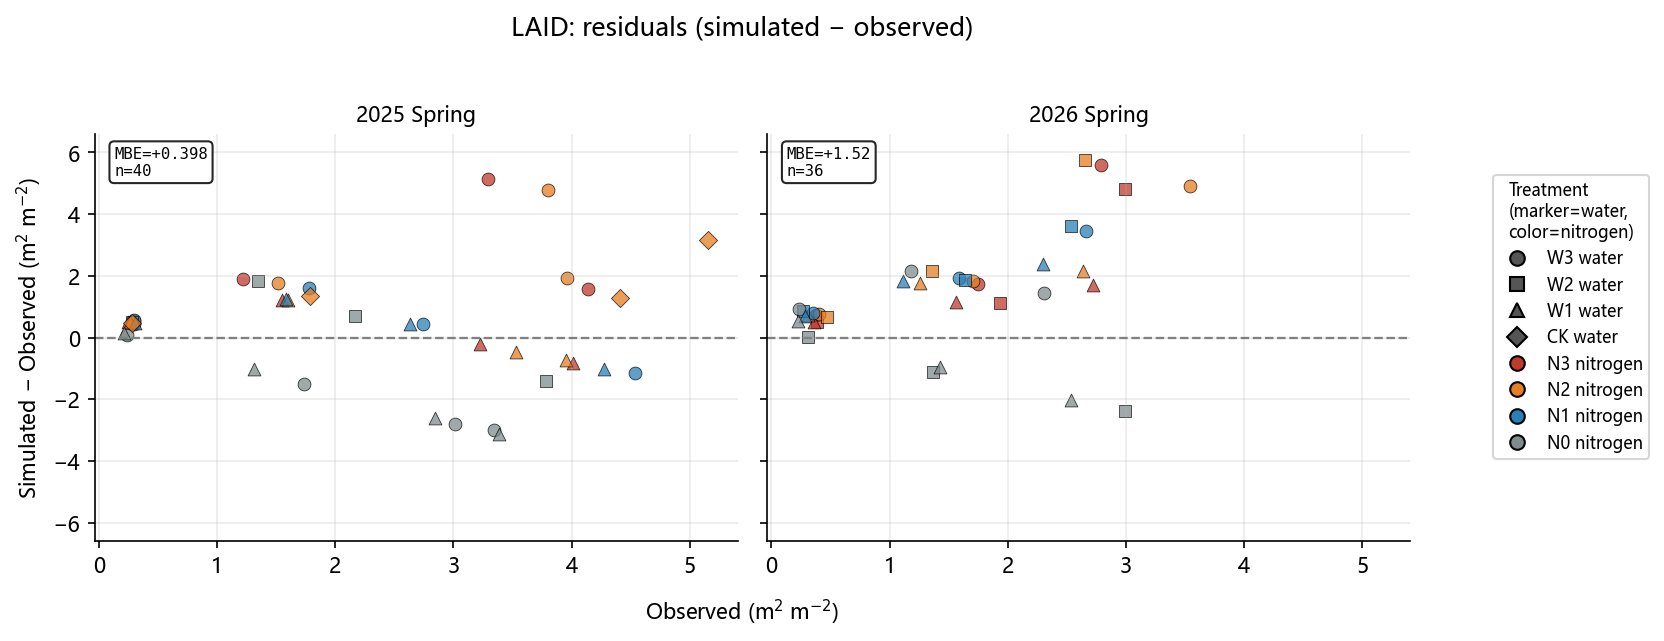 LAID: residuals (simulated − observed)
2025 Spring
2026 Spring
MBE=+0.398
n=40
MBE=+1.52
n=36
Simulated − Observed (m² m⁻²)
6
4
2
0
−2
−4
−6
0 1 2 3 4 5
0 1 2 3 4 5
Observed (m² m⁻²)
Treatment
(marker=water,
color=nitrogen)
W3 water
W2 water
W1 water
CK water
N3 nitrogen
N2 nitrogen
N1 nitrogen
N0 nitrogen